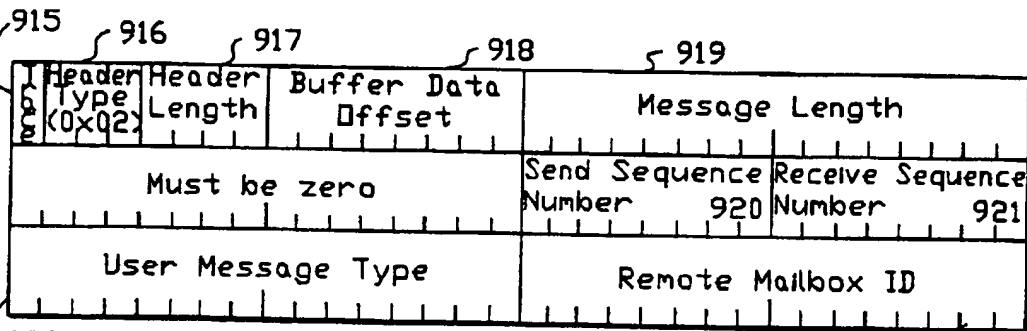 915
916
917
918
919
Header
Type
(0x02)
Header
Length
Buffer Data
Offset
Message Length
Must be zero
Send Sequence
Number 920
Receive Sequence
Number 921
User Message Type
Remote Mailbox ID